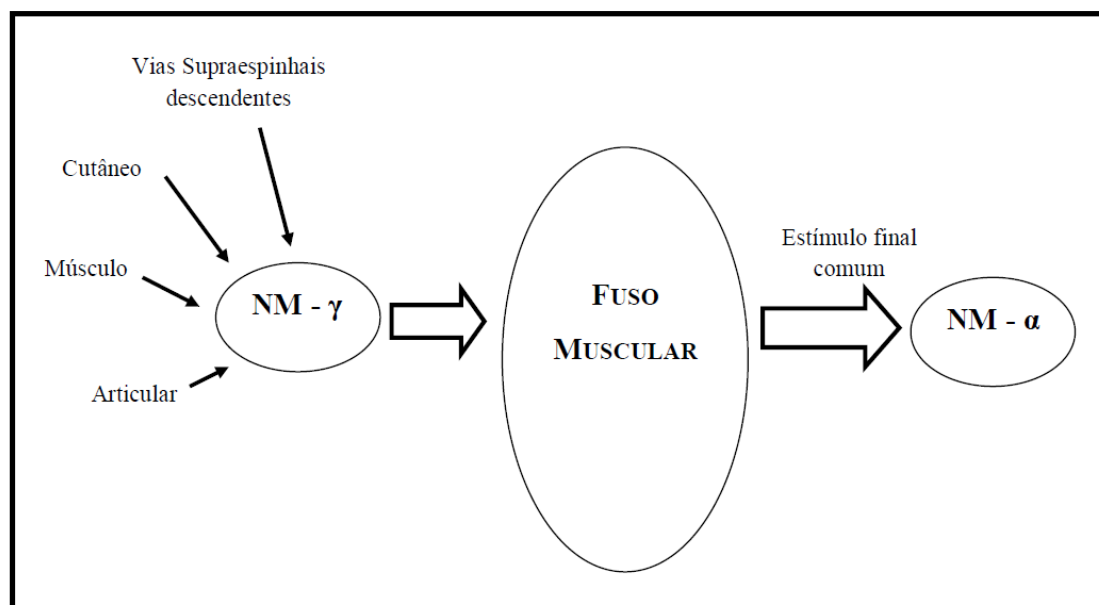 Vias Supraespinhais
descendentes
Cutâneo
Músculo
Articular
NM - γ
FUSO
MUSCULAR
Estímulo final
comum
NM - α